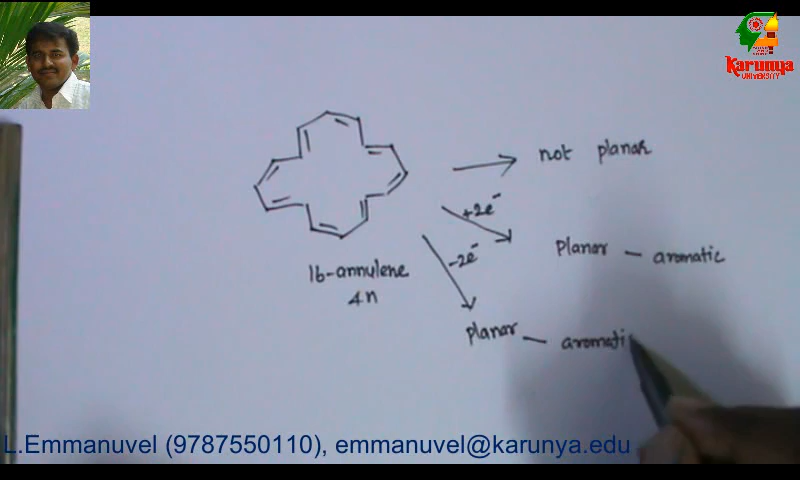 Karunya
UNIVERSITY
not planar
+2e⁻
Planar — aromatic
-2e⁻
16-annulene
4n
planar — aromati
L.Emmanuvel (9787550110), emmanuvel@karunya.edu